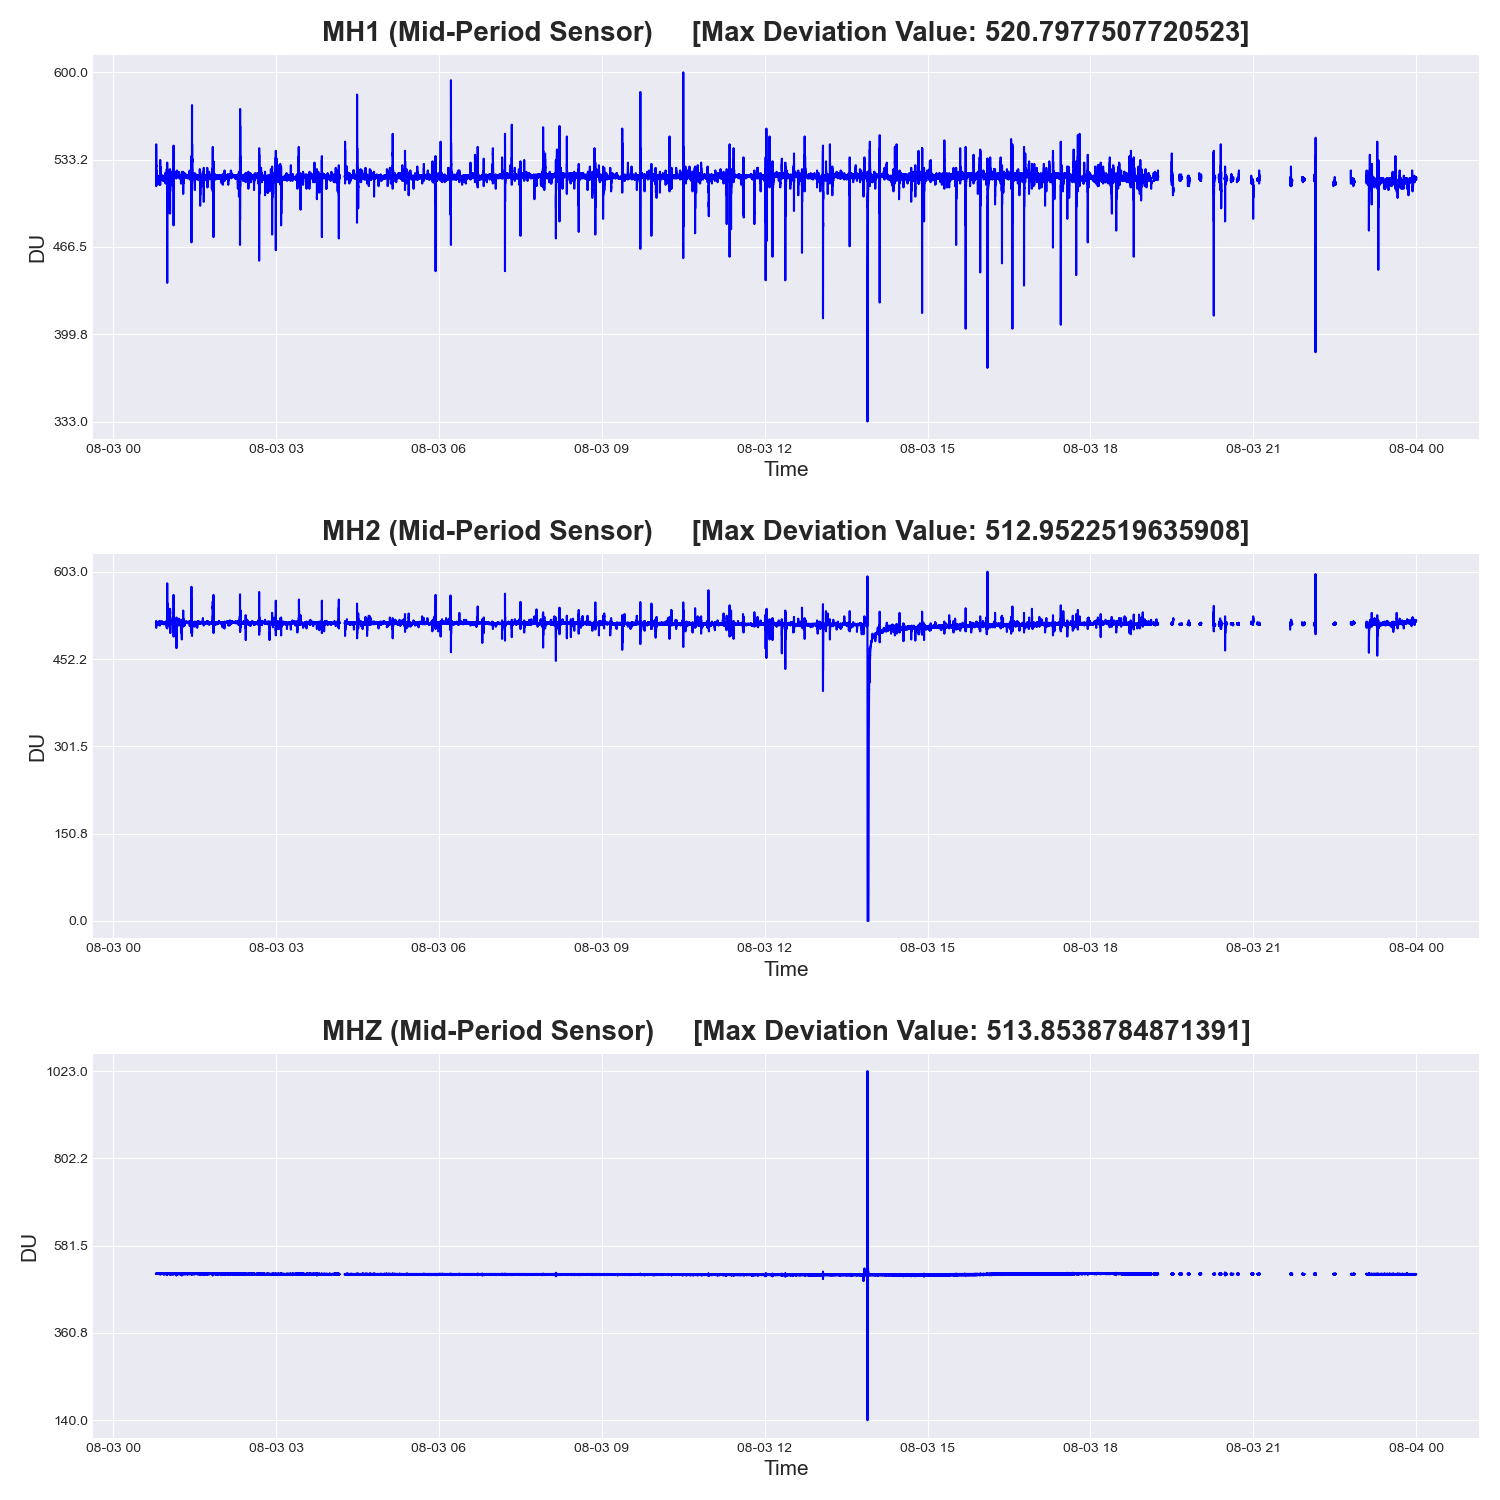 MH1 (Mid-Period Sensor) [Max Deviation Value: 520.7977507720523]
600.0
533.2
466.5
399.8
333.0
DU
08-03 00 08-03 03 08-03 06 08-03 09 08-03 12 08-03 15 08-03 18 08-03 21 08-04 00
Time
MH2 (Mid-Period Sensor) [Max Deviation Value: 512.9522519635908]
603.0
452.2
301.5
150.8
0.0
DU
08-03 00 08-03 03 08-03 06 08-03 09 08-03 12 08-03 15 08-03 18 08-03 21 08-04 00
Time
MHZ (Mid-Period Sensor) [Max Deviation Value: 513.8538784871391]
1023.0
802.2
581.5
360.8
140.0
DU
08-03 00 08-03 03 08-03 06 08-03 09 08-03 12 08-03 15 08-03 18 08-03 21 08-04 00
Time